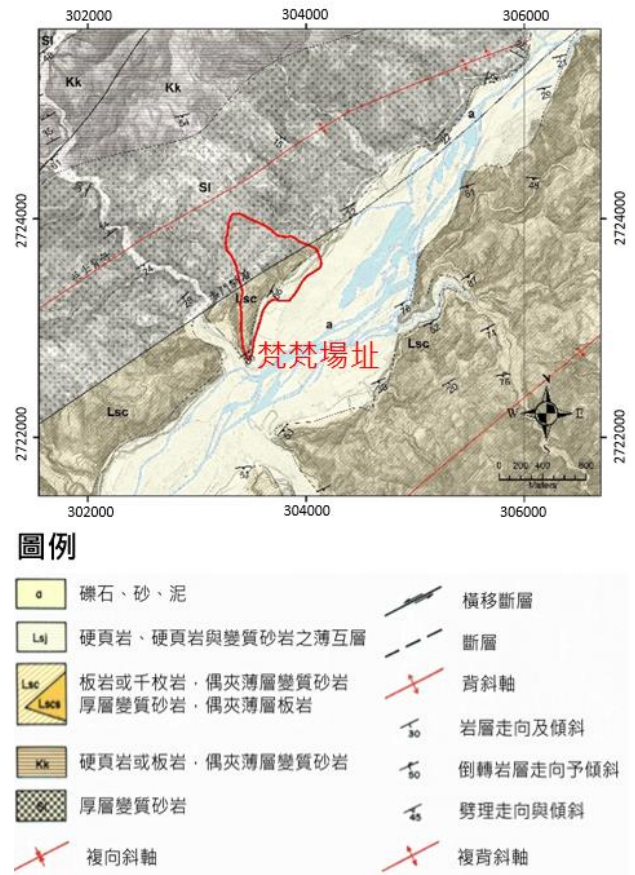 302000
304000
306000
Sl
Kk
Kk
Sl
2724000
2724000
a
Lsc
a
梵梵場址
Lsc
Lsc
N
W
E
2722000
2722000
0 200 400 800
Meters
302000
304000
306000
圖例
a 礫石、砂、泥
Lsj 硬頁岩、硬頁岩與變質砂岩之薄互層
Lsc 板岩或千枚岩，偶夾薄層變質砂岩
Lscs 厚層變質砂岩，偶夾薄層板岩
Kk 硬頁岩或板岩，偶夾薄層變質砂岩
厚層變質砂岩
複向斜軸
橫移斷層
斷層
背斜軸
30 岩層走向及傾斜
50 倒轉岩層走向予傾斜
45 劈理走向與傾斜
複背斜軸